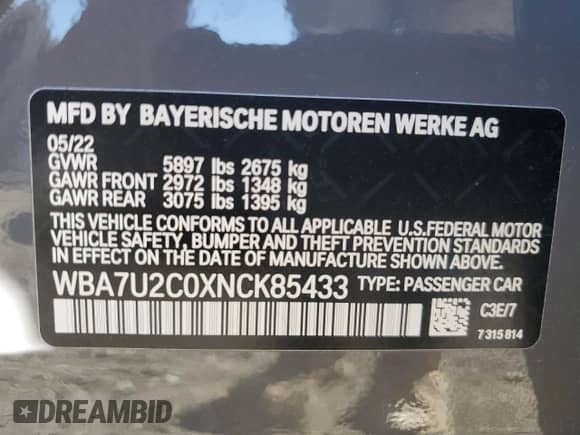 MFD BY BAYERISCHE MOTOREN WERKE AG
05/22
GVWR 5897 lbs 2675 kg
GAWR FRONT 2972 lbs 1348 kg
GAWR REAR 3075 lbs 1395 kg
THIS VEHICLE CONFORMS TO ALL APPLICABLE U.S.FEDERAL MOTOR
VEHICLE SAFETY, BUMPER AND THEFT PREVENTION STANDARDS
IN EFFECT ON THE DATE OF MANUFACTURE SHOWN ABOVE.
WBA7U2C0XNCK85433 TYPE: PASSENGER CAR
C3E/7
7 315 814
DREAMBID